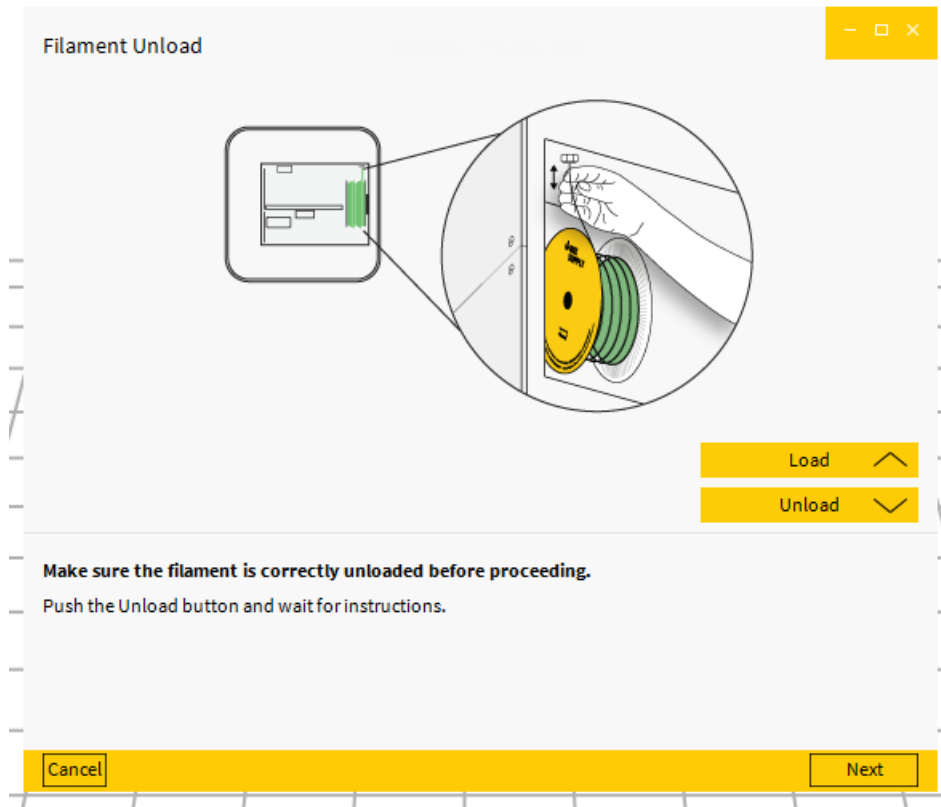 Filament Unload
Load
Unload
Make sure the filament is correctly unloaded before proceeding.
Push the Unload button and wait for instructions.
Cancel
Next